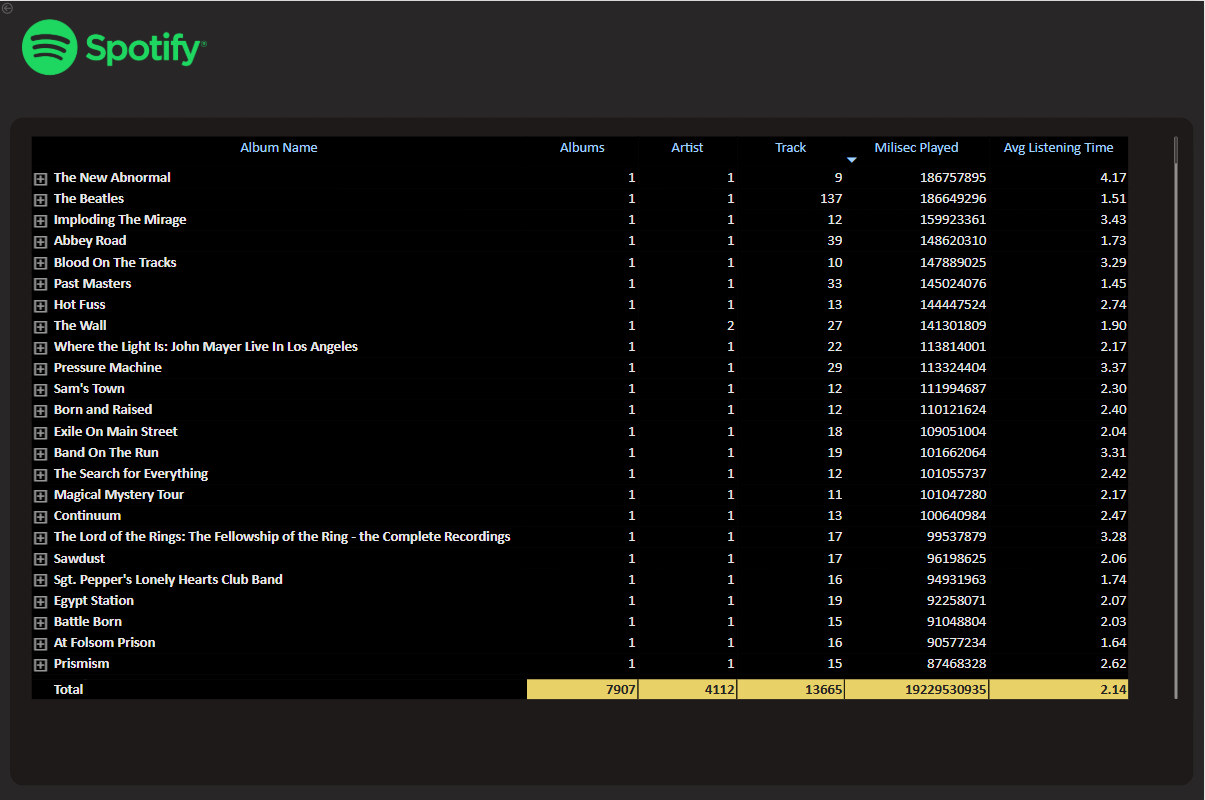 Spotify®
Album Name Albums Artist Track Milisec Played Avg Listening Time
The New Abnormal 1 1 9 186757895 4.17
The Beatles 1 1 137 186649296 1.51
Imploding The Mirage 1 1 12 159923361 3.43
Abbey Road 1 1 39 148620310 1.73
Blood On The Tracks 1 1 10 147889025 3.29
Past Masters 1 1 33 145024076 1.45
Hot Fuss 1 1 13 144447524 2.74
The Wall 1 2 27 141301809 1.90
Where the Light Is: John Mayer Live In Los Angeles 1 1 22 113814001 2.17
Pressure Machine 1 1 29 113324404 3.37
Sam's Town 1 1 12 111994687 2.30
Born and Raised 1 1 12 110121624 2.40
Exile On Main Street 1 1 18 109051004 2.04
Band On The Run 1 1 19 101662064 3.31
The Search for Everything 1 1 12 101055737 2.42
Magical Mystery Tour 1 1 11 101047280 2.17
Continuum 1 1 13 100640984 2.47
The Lord of the Rings: The Fellowship of the Ring - the Complete Recordings 1 1 17 99537879 3.28
Sawdust 1 1 17 96198625 2.06
Sgt. Pepper's Lonely Hearts Club Band 1 1 16 94931963 1.74
Egypt Station 1 1 19 92258071 2.07
Battle Born 1 1 15 91048804 2.03
At Folsom Prison 1 1 16 90577234 1.64
Prismism 1 1 15 87468328 2.62
Total 7907 4112 13665 19229530935 2.14